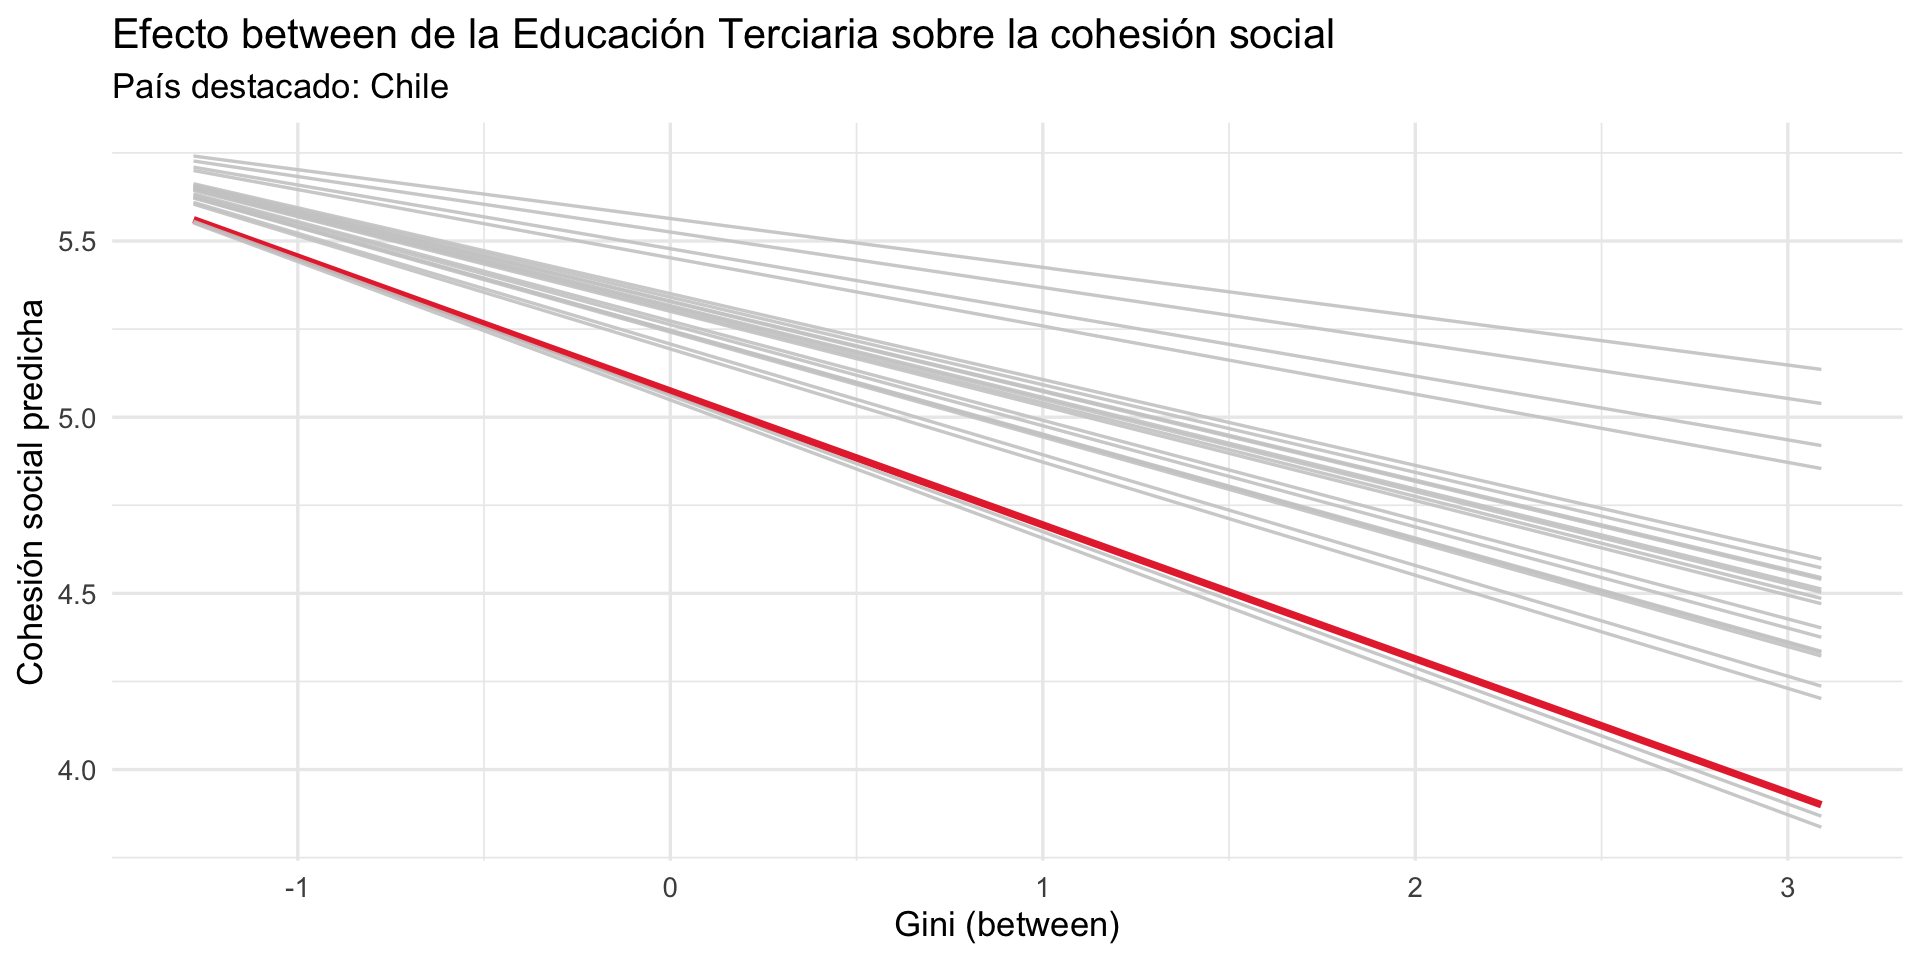 Efecto between de la Educación Terciaria sobre la cohesión social
País destacado: Chile
Cohesión social predicha
5.5
5.0
4.5
4.0
-1
0
1
2
3
Gini (between)